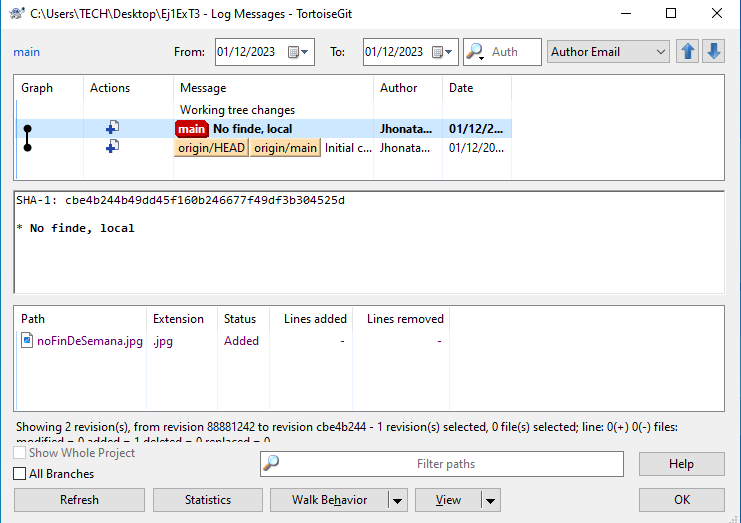 C:\Users\TECH\Desktop\Ej1ExT3 - Log Messages - TortoiseGit
main From: 01/12/2023 To: 01/12/2023 Auth Author Email
Graph Actions Message Author Date
Working tree changes
main No finde, local Jhonata... 01/12/2...
origin/HEAD origin/main Initial c... Jhonata... 01/12/20...
SHA-1: cbe4b244b49dd45f160b246677f49df3b304525d
* No finde, local
Path Extension Status Lines added Lines removed
noFinDeSemana.jpg .jpg Added - -
Showing 2 revision(s), from revision 88881242 to revision cbe4b244 - 1 revision(s) selected, 0 file(s) selected; line: 0(+) 0(-) files:
modified = 0 added = 1 deleted = 0 replaced = 0
Show Whole Project
All Branches
Filter paths
Help
Refresh Statistics Walk Behavior View OK